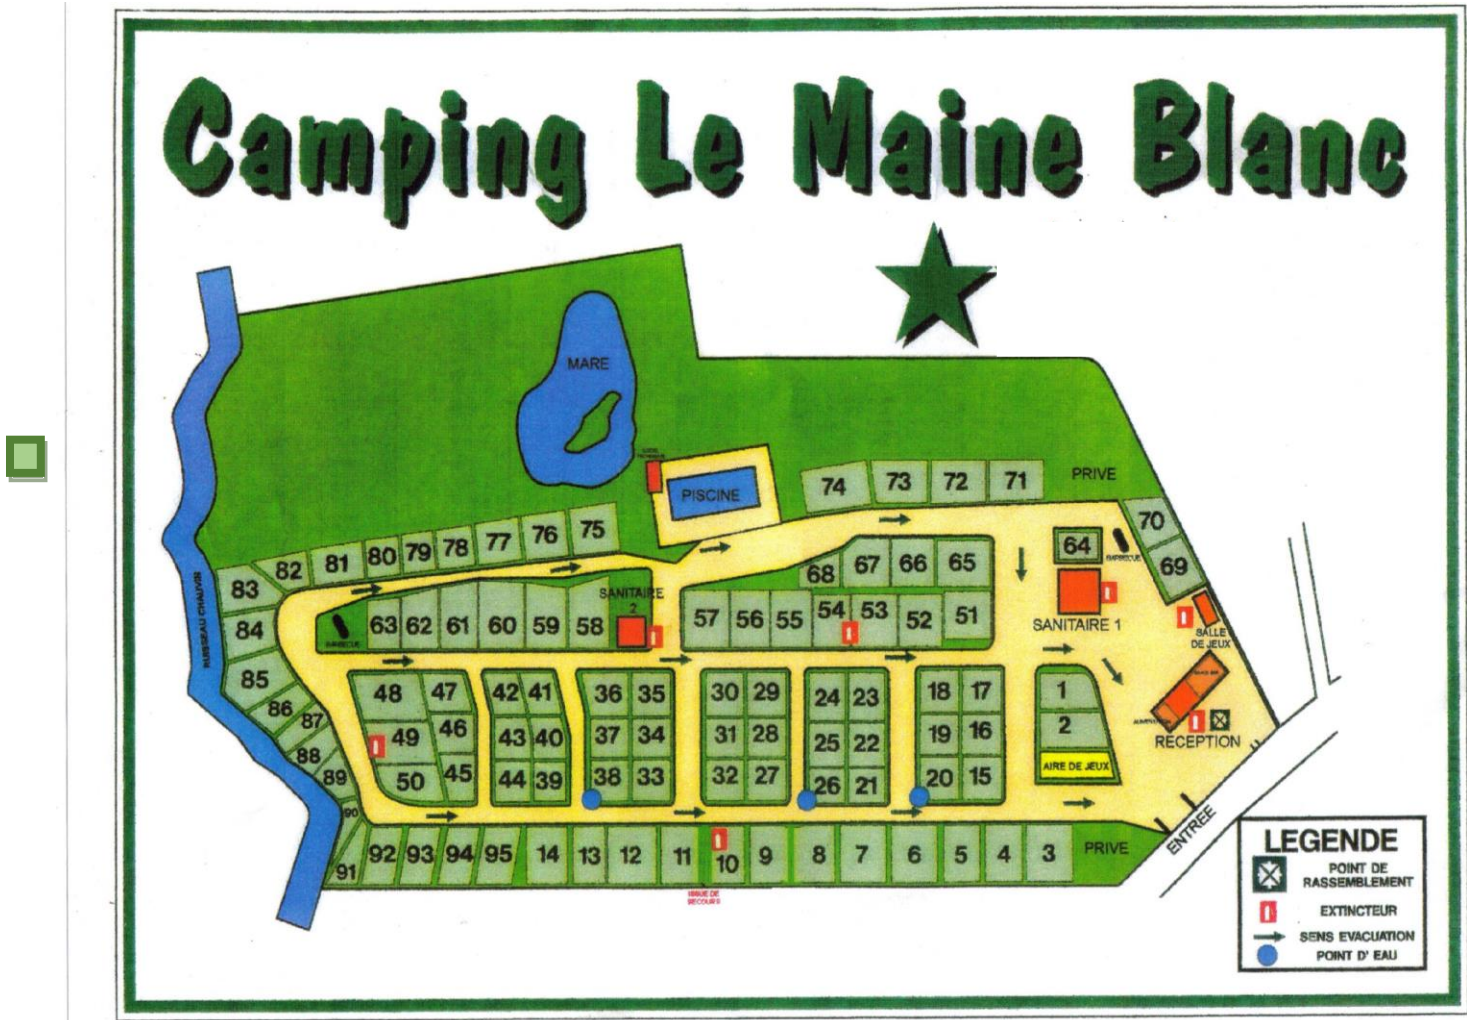 Camping Le Maine Blanc
MARE
PISCINE
74 73 72 71 PRIVE
83 82 81 80 79 78 77 76 75
70
64
BARBECUE
69
68 67 66 65
84
63 62 61 60 59 58
BARBECUE
SANITAIRE
2
57 56 55 54 53 52 51
SANITAIRE 1
SALLE
DE JEUX
RUISSEAU CHAUVIN
85
86
87
88
89
90
91
48 47 42 41 36 35 30 29 24 23 18 17 1
49 46 43 40 37 34 31 28 25 22 19 16 2
50 45 44 39 38 33 32 27 26 21 20 15
AIRE DE JEUX
RECEPTION
ENTREE
92 93 94 95 14 13 12 11 10 9 8 7 6 5 4 3 PRIVE
ISSUE DE
SECOURS
LEGENDE
POINT DE
RASSEMBLEMENT
EXTINCTEUR
SENS EVACUATION
POINT D' EAU